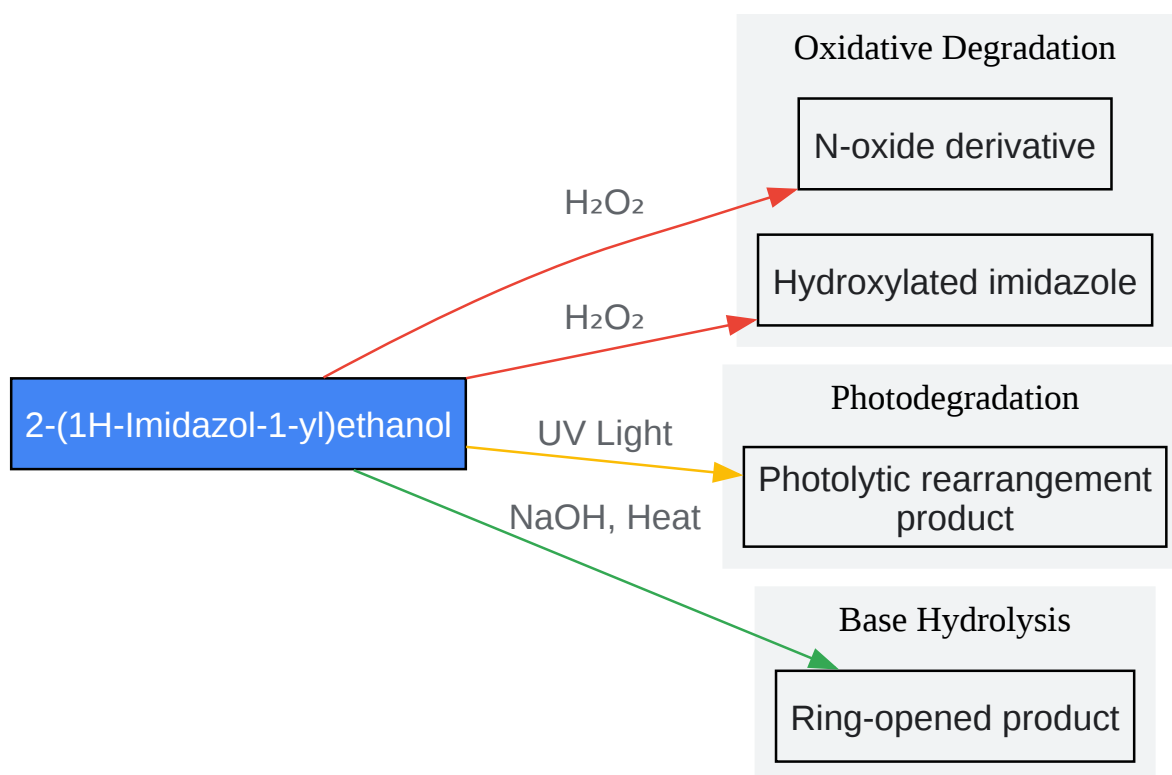 Oxidative Degradation
N-oxide derivative
H₂O₂
Hydroxylated imidazole
H₂O₂
2-(1H-Imidazol-1-yl)ethanol
Photodegradation
UV Light
Photolytic rearrangement
product
NaOH, Heat
Base Hydrolysis
Ring-opened product